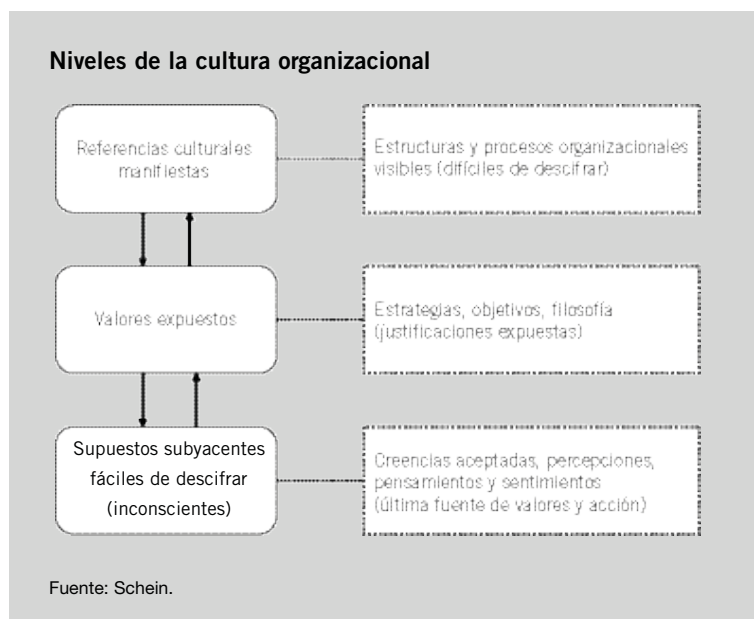 Niveles de la cultura organizacional
Referencias culturales
manifiestas
Estructuras y procesos organizacionales
visibles (difíciles de descifrar)
Valores expuestos
Estrategias, objetivos, filosofía
(justificaciones expuestas)
Supuestos subyacentes
fáciles de descifrar
(inconscientes)
Creencias aceptadas, percepciones,
pensamientos y sentimientos
(última fuente de valores y acción)
Fuente: Schein.